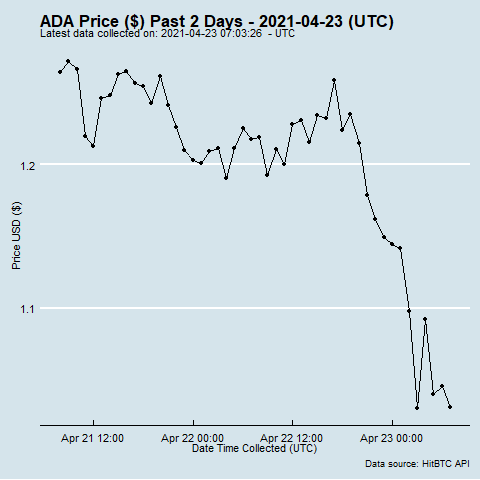 ADA Price ($) Past 2 Days - 2021-04-23 (UTC)
Latest data collected on: 2021-04-23 07:03:26 - UTC
1.2
Price USD ($)
1.1
Apr 21 12:00 Apr 22 00:00 Apr 22 12:00 Apr 23 00:00
Date Time Collected (UTC)
Data source: HitBTC API